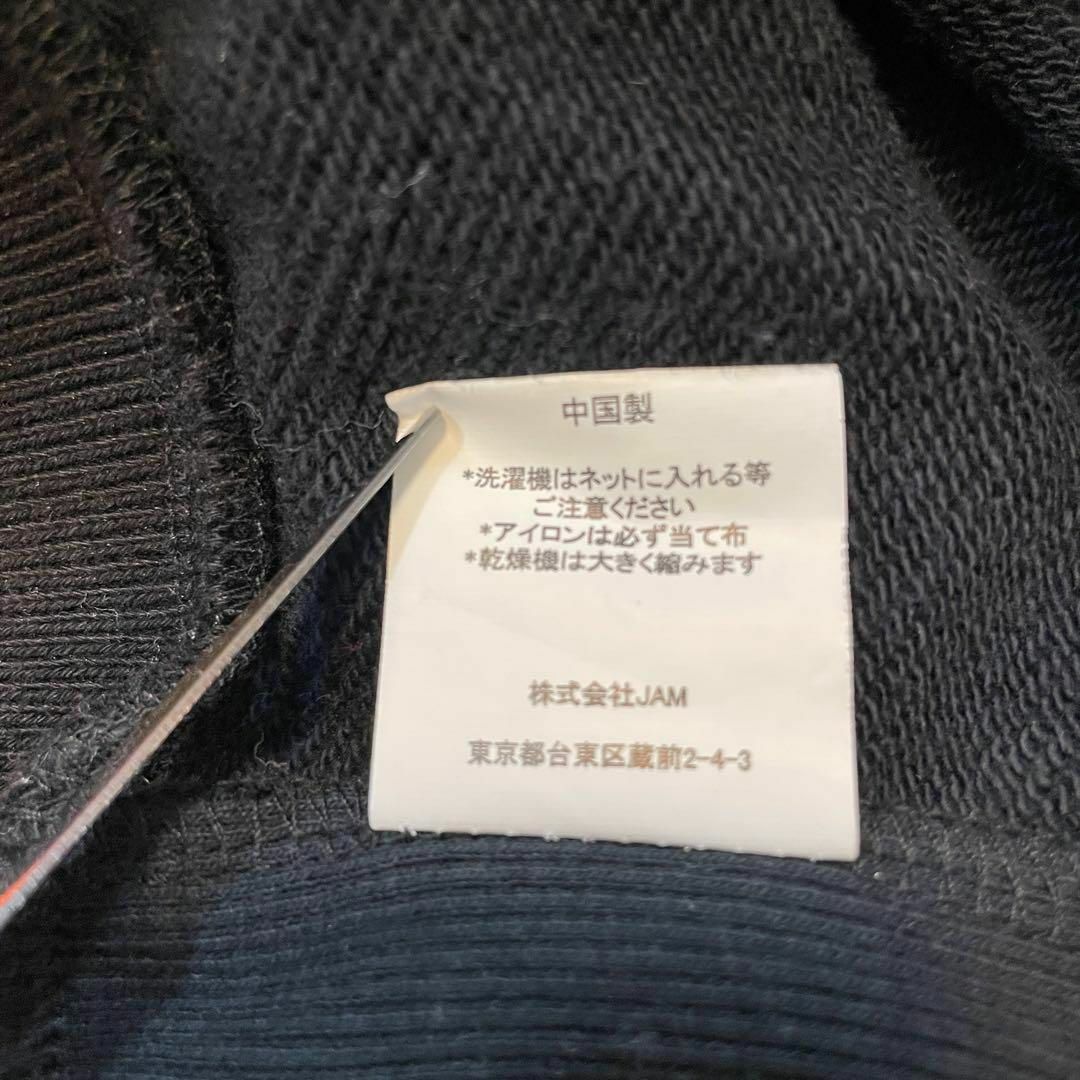 中国製
*洗濯機はネットに入れる等
ご注意ください
*アイロンは必ず当て布
*乾燥機は大きく縮みます
株式会社JAM
東京都台東区蔵前2-4-3